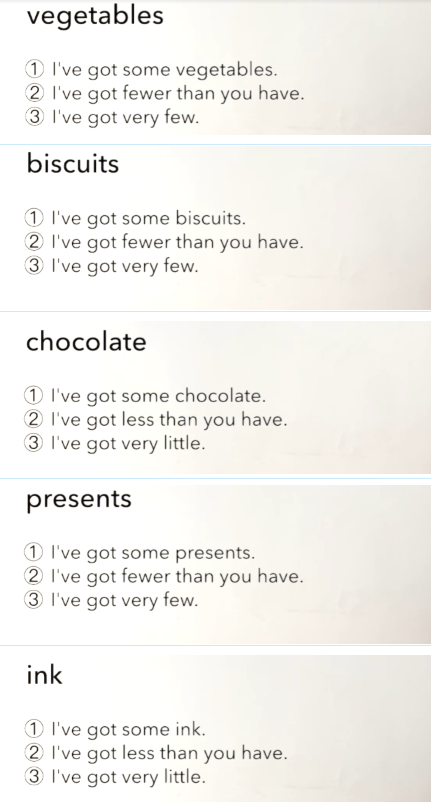 vegetables
① I've got some vegetables.
② I've got fewer than you have.
③ I've got very few.
biscuits
① I've got some biscuits.
② I've got fewer than you have.
③ I've got very few.
chocolate
① I've got some chocolate.
② I've got less than you have.
③ I've got very little.
presents
① I've got some presents.
② I've got fewer than you have.
③ I've got very few.
ink
① I've got some ink.
② I've got less than you have.
③ I've got very little.